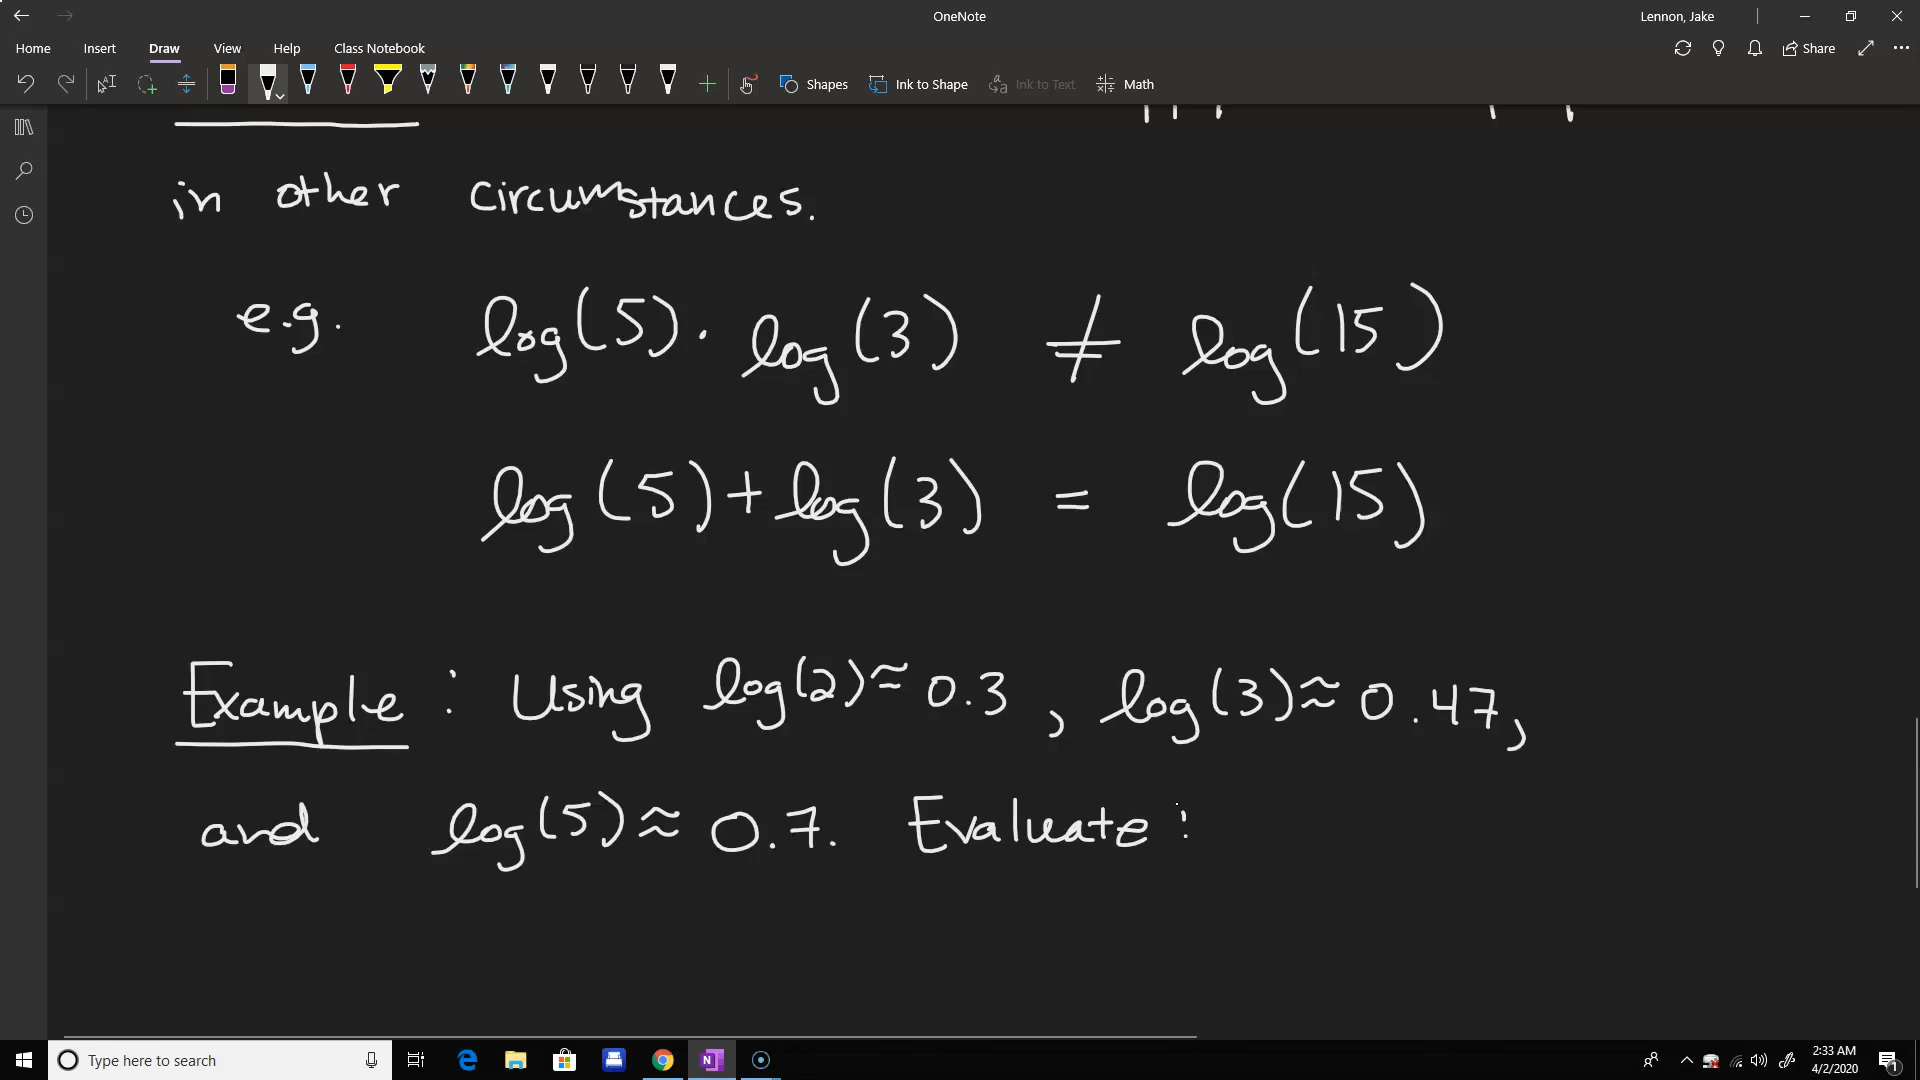 OneNote
Lennon, Jake
Home Insert Draw View Help Class Notebook
Share
Shapes Ink to Shape Ink to Text Math
in other circumstances.
e.g. log(5) · log(3) ≠ log(15)
log(5) + log(3) = log(15)
Example : Using log(2) ≈ 0.3 , log(3) ≈ 0.47,
and log(5) ≈ 0.7. Evaluate :
Type here to search
2:33 AM
4/2/2020